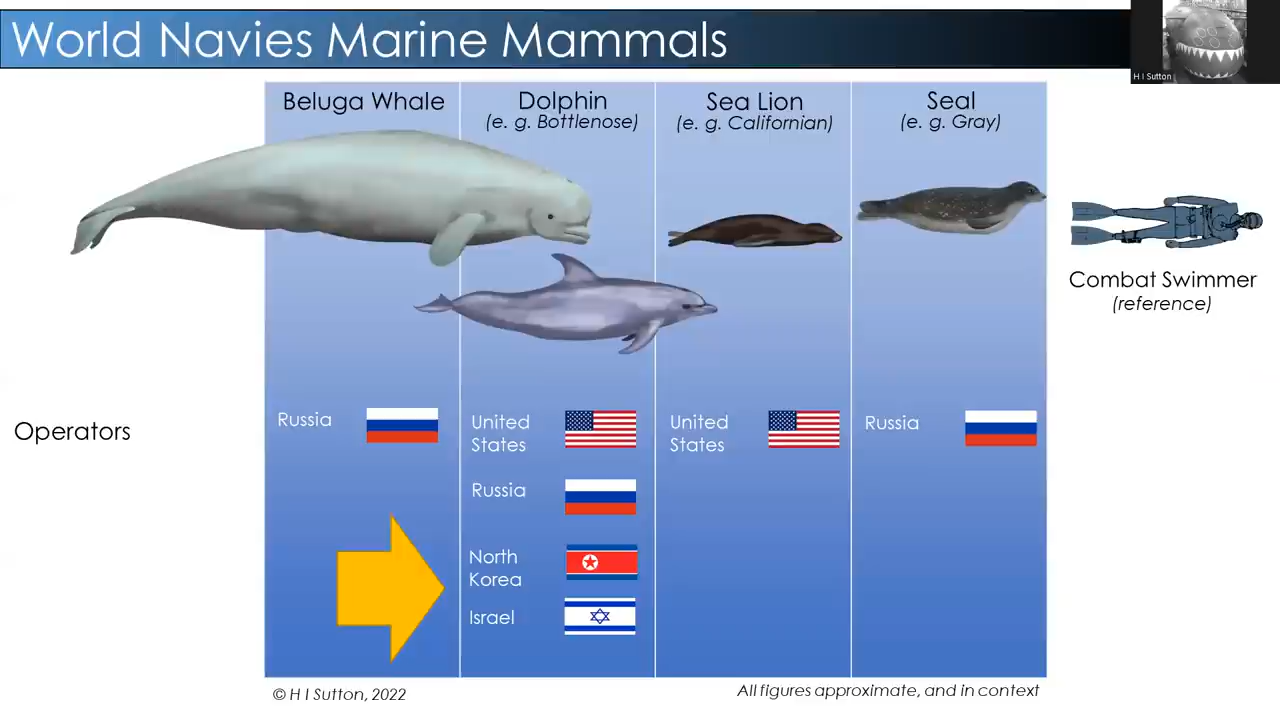 World Navies Marine Mammals
H I Sutton
Beluga Whale
Dolphin
(e. g. Bottlenose)
Sea Lion
(e. g. Californian)
Seal
(e. g. Gray)
Combat Swimmer
(reference)
Operators
Russia
United
States
Russia
North
Korea
Israel
United
States
Russia
© H I Sutton, 2022
All figures approximate, and in context